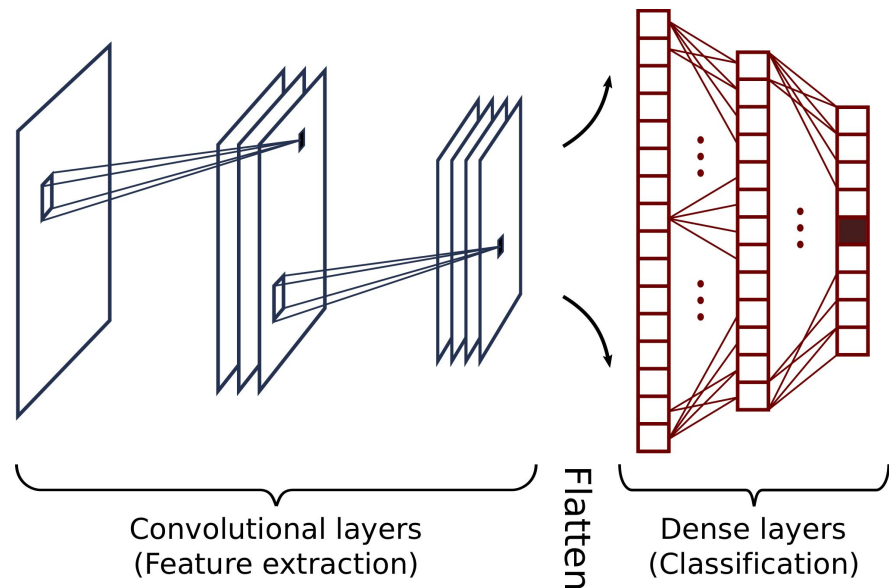 Convolutional layers
(Feature extraction)
Flatten
Dense layers
(Classification)